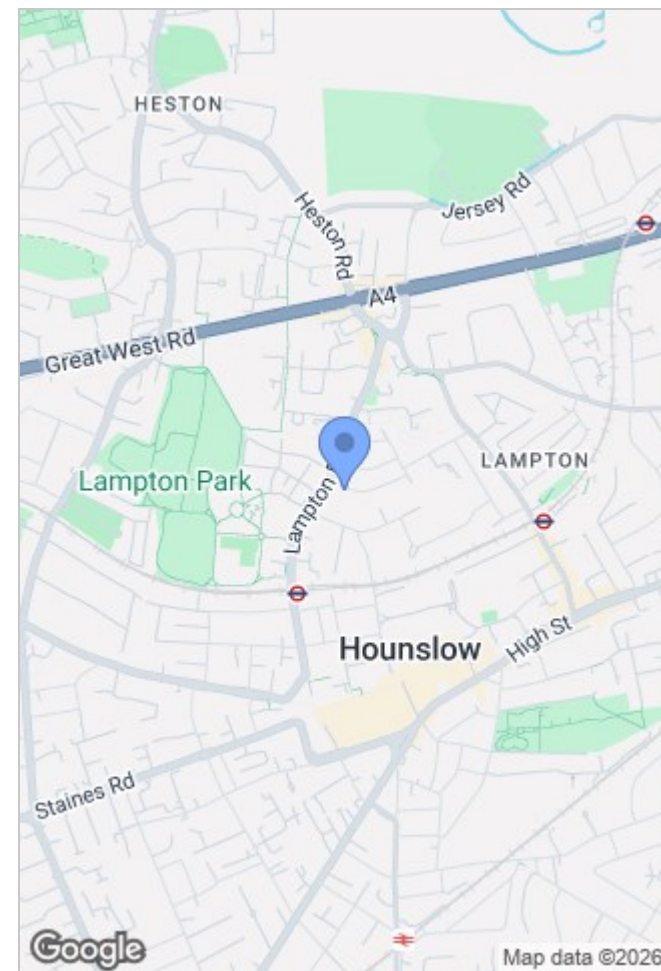 HESTON
Heston Rd
Jersey Rd
A4
Great West Rd
Lampton Park
Lampton
LAMPTON
Hounslow
High St
Staines Rd
Google
Map data ©2026